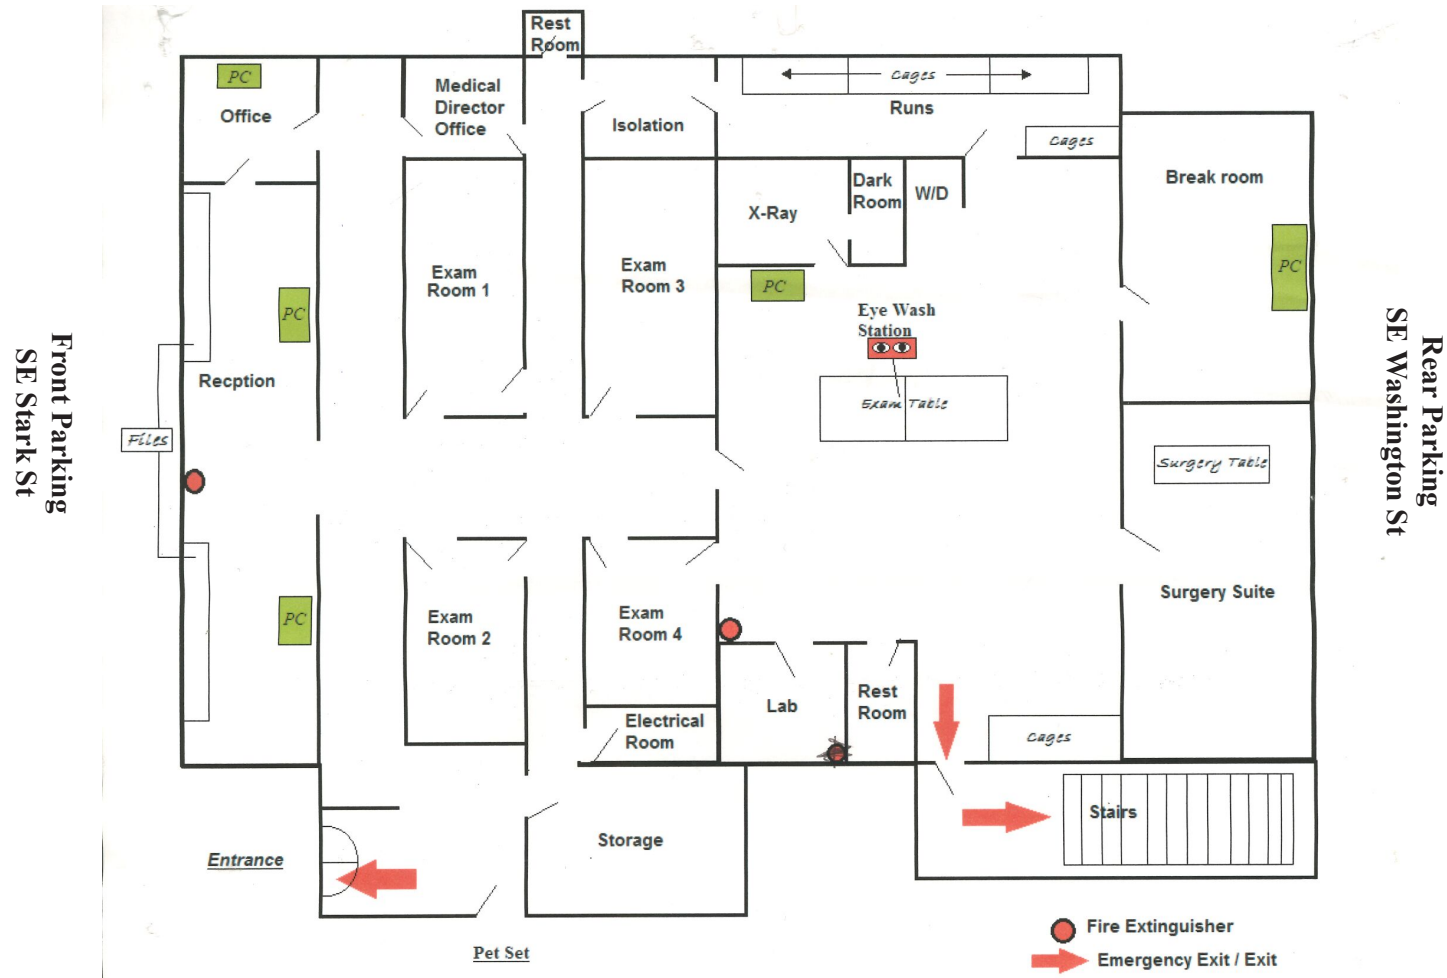 Rest
Room
PC
Office
Medical
Director
Office
Isolation
Cages
Runs
Cages
Break room
Dark
Room
W/D
X-Ray
Exam
Room 1
Exam
Room 3
PC
PC
PC
Eye Wash
Station
Front Parking
SE Stark St
Rear Parking
SE Washington St
Recption
Exam Table
Files
Surgery Table
PC
Exam
Room 2
Exam
Room 4
Surgery Suite
Lab
Rest
Room
Electrical
Room
Cages
Stairs
Storage
Entrance
Pet Set
Fire Extinguisher
Emergency Exit / Exit